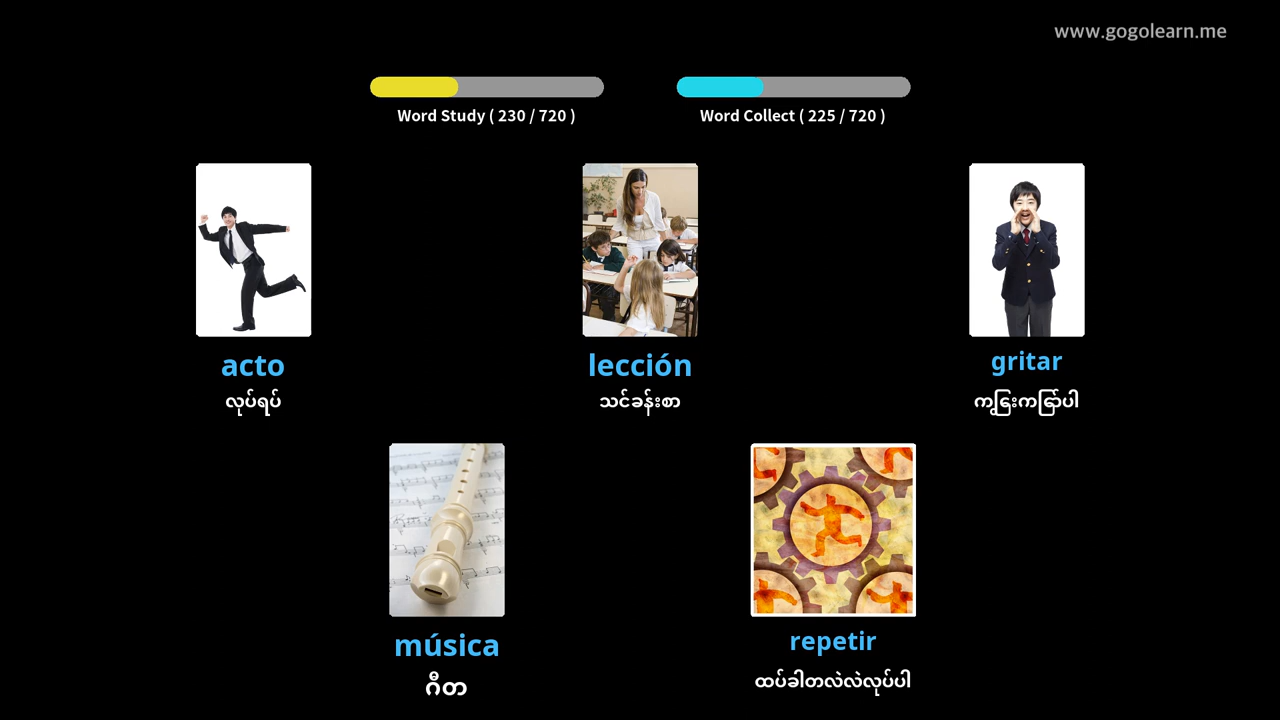 www.gogolearn.me
Word Study ( 230 / 720 )
Word Collect ( 225 / 720 )
acto
လုပ်ရပ်
lección
သင်ခန်းစာ
gritar
ကြွေးကြော်ပါ
música
ဂီတ
repetir
ထပ်ခါတလဲလဲလုပ်ပါ